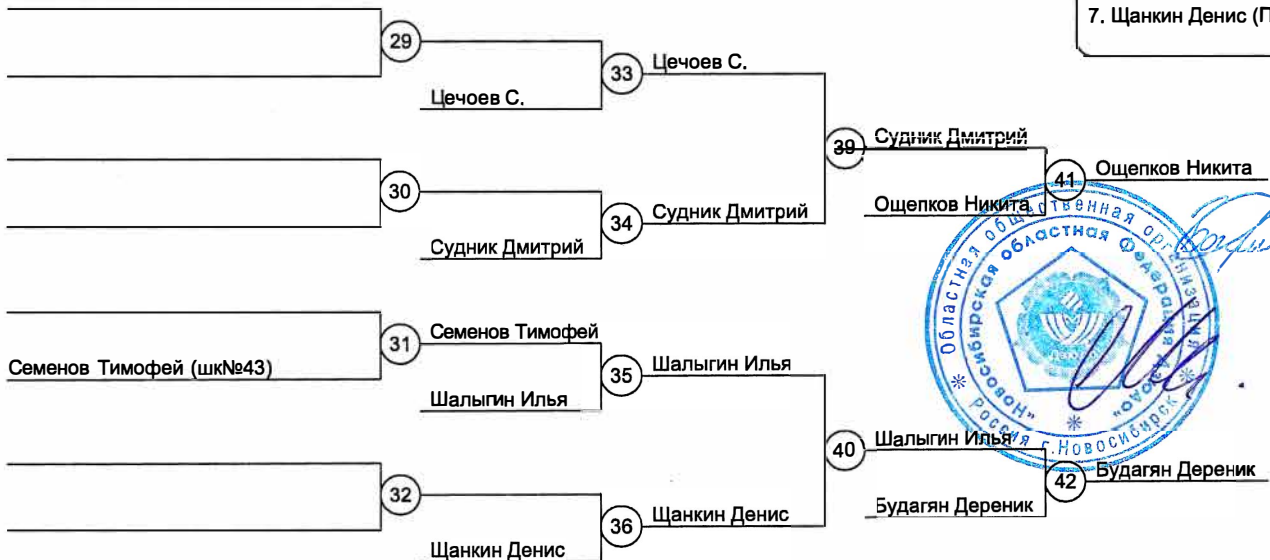 7. Щанкин Денис (П
29
33
Цечоев С.
Цечоев С.
39
Судник Дмитрий
41
Ощепков Никита
30
34
Судник Дмитрий
Ощепков Никита
Судник Дмитрий
31
Семенов Тимофей
Семенов Тимофей (шк№43)
35
Шалыгин Илья
Шалыгин Илья
40
Шалыгин Илья
42
Будагян Дереник
32
36
Щанкин Денис
Будагян Дереник
Щанкин Денис
Областная общественная организация
"Новосибирская областная Федерация дзюдо"
Россия г.Новосибирск